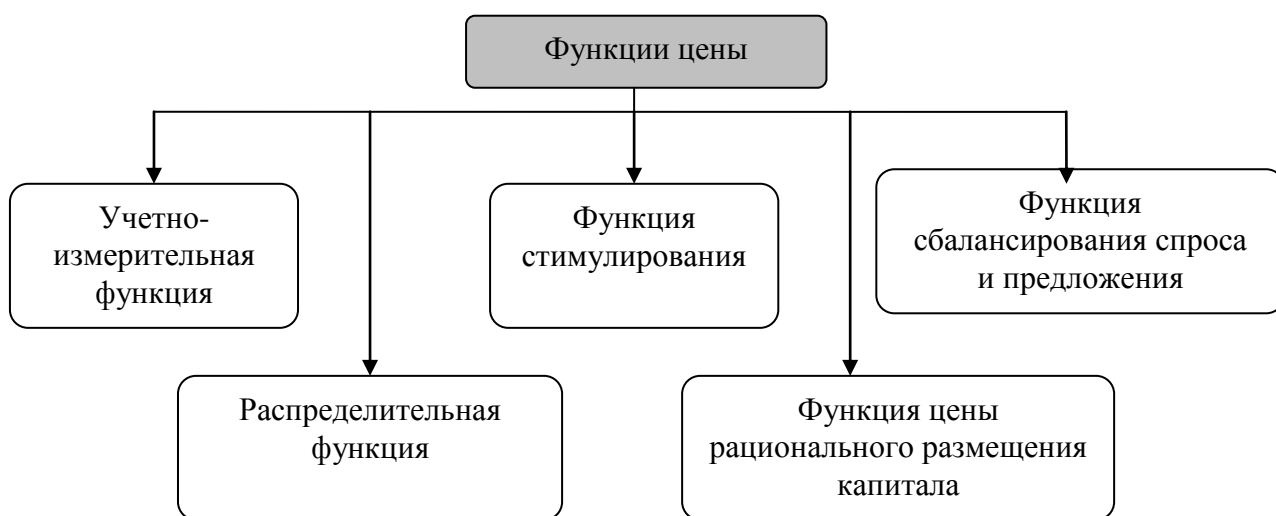 Функции цены
Учетно-
измерительная
функция
Функция
стимулирования
Функция
сбалансирования спроса
и предложения
Распределительная
функция
Функция цены
рационального размещения
капитала